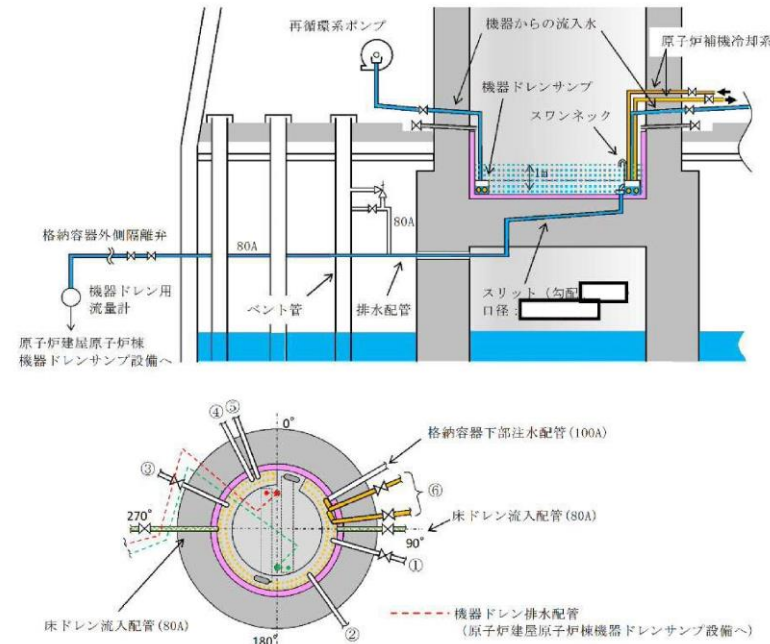 再循環系ポンプ
機器からの流入水
原子炉補機冷却系
機器ドレンサンプ
スワンネック
1m
80A
格納容器外側隔離弁
80A
機器ドレン用
流量計
ベント管
排水配管
スリット(勾配
口径:
原子炉建屋原子炉棟
機器ドレンサンプ設備へ
④
⑤
0°
格納容器下部注水配管(100A)
③
⑥
270°
床ドレン流入配管(80A)
90°
①
床ドレン流入配管(80A)
②
180°
機器ドレン排水配管
(原子炉建屋原子炉棟機器ドレンサンプ設備へ)